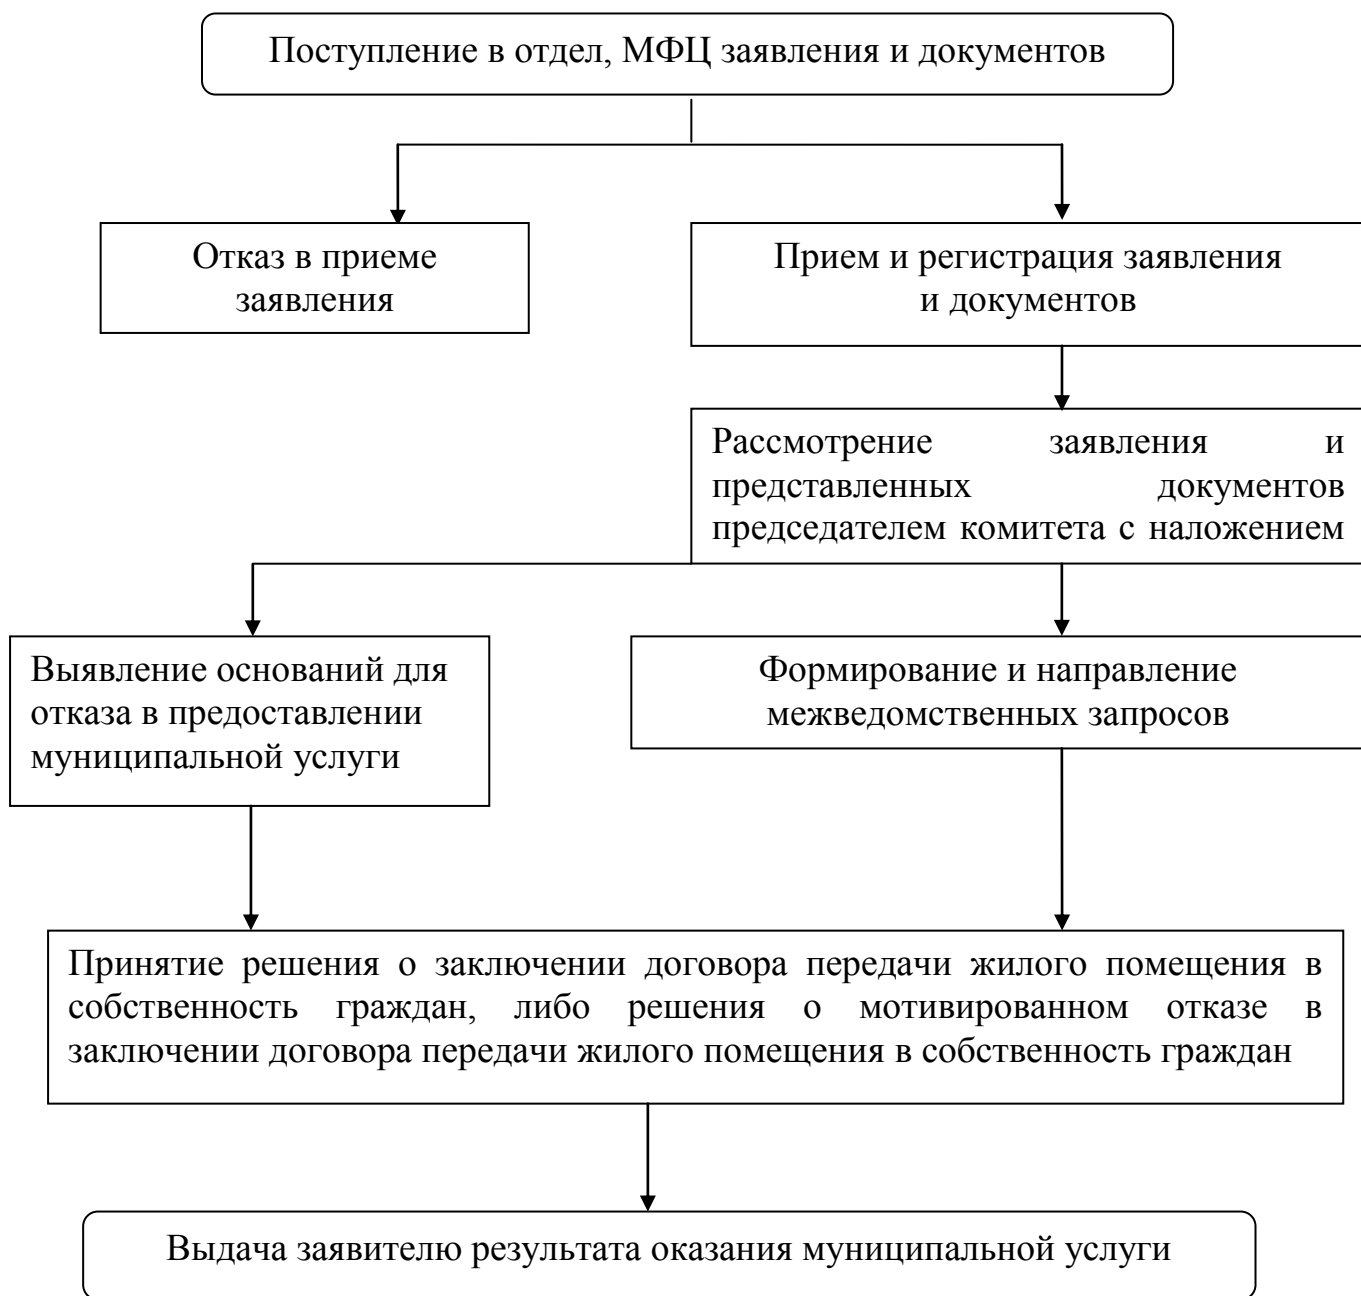 Поступление в отдел, МФЦ заявления и документов
Отказ в приеме
заявления
Прием и регистрация заявления
и документов
Рассмотрение заявления и
представленных документов
председателем комитета с наложением
Выявление оснований для
отказа в предоставлении
муниципальной услуги
Формирование и направление
межведомственных запросов
Принятие решения о заключении договора передачи жилого помещения в
собственность граждан, либо решения о мотивированном отказе в
заключении договора передачи жилого помещения в собственность граждан
Выдача заявителю результата оказания муниципальной услуги